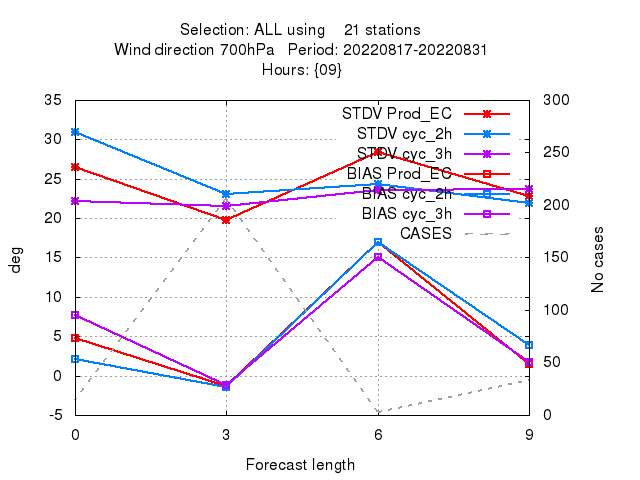 Selection: ALL using 21 stations
Wind direction 700hPa Period: 20220817-20220831
Hours: {09}
35 300
STDV Prod_EC
30 STDV cyc_2h
250
STDV cyc_3h
25 BIAS Prod_EC
BIAS cyc_2h
20 200
BIAS cyc_3h
CASES
deg
15 150
No cases
10 100
5
50
0
-5 0
0 3 6 9
Forecast length